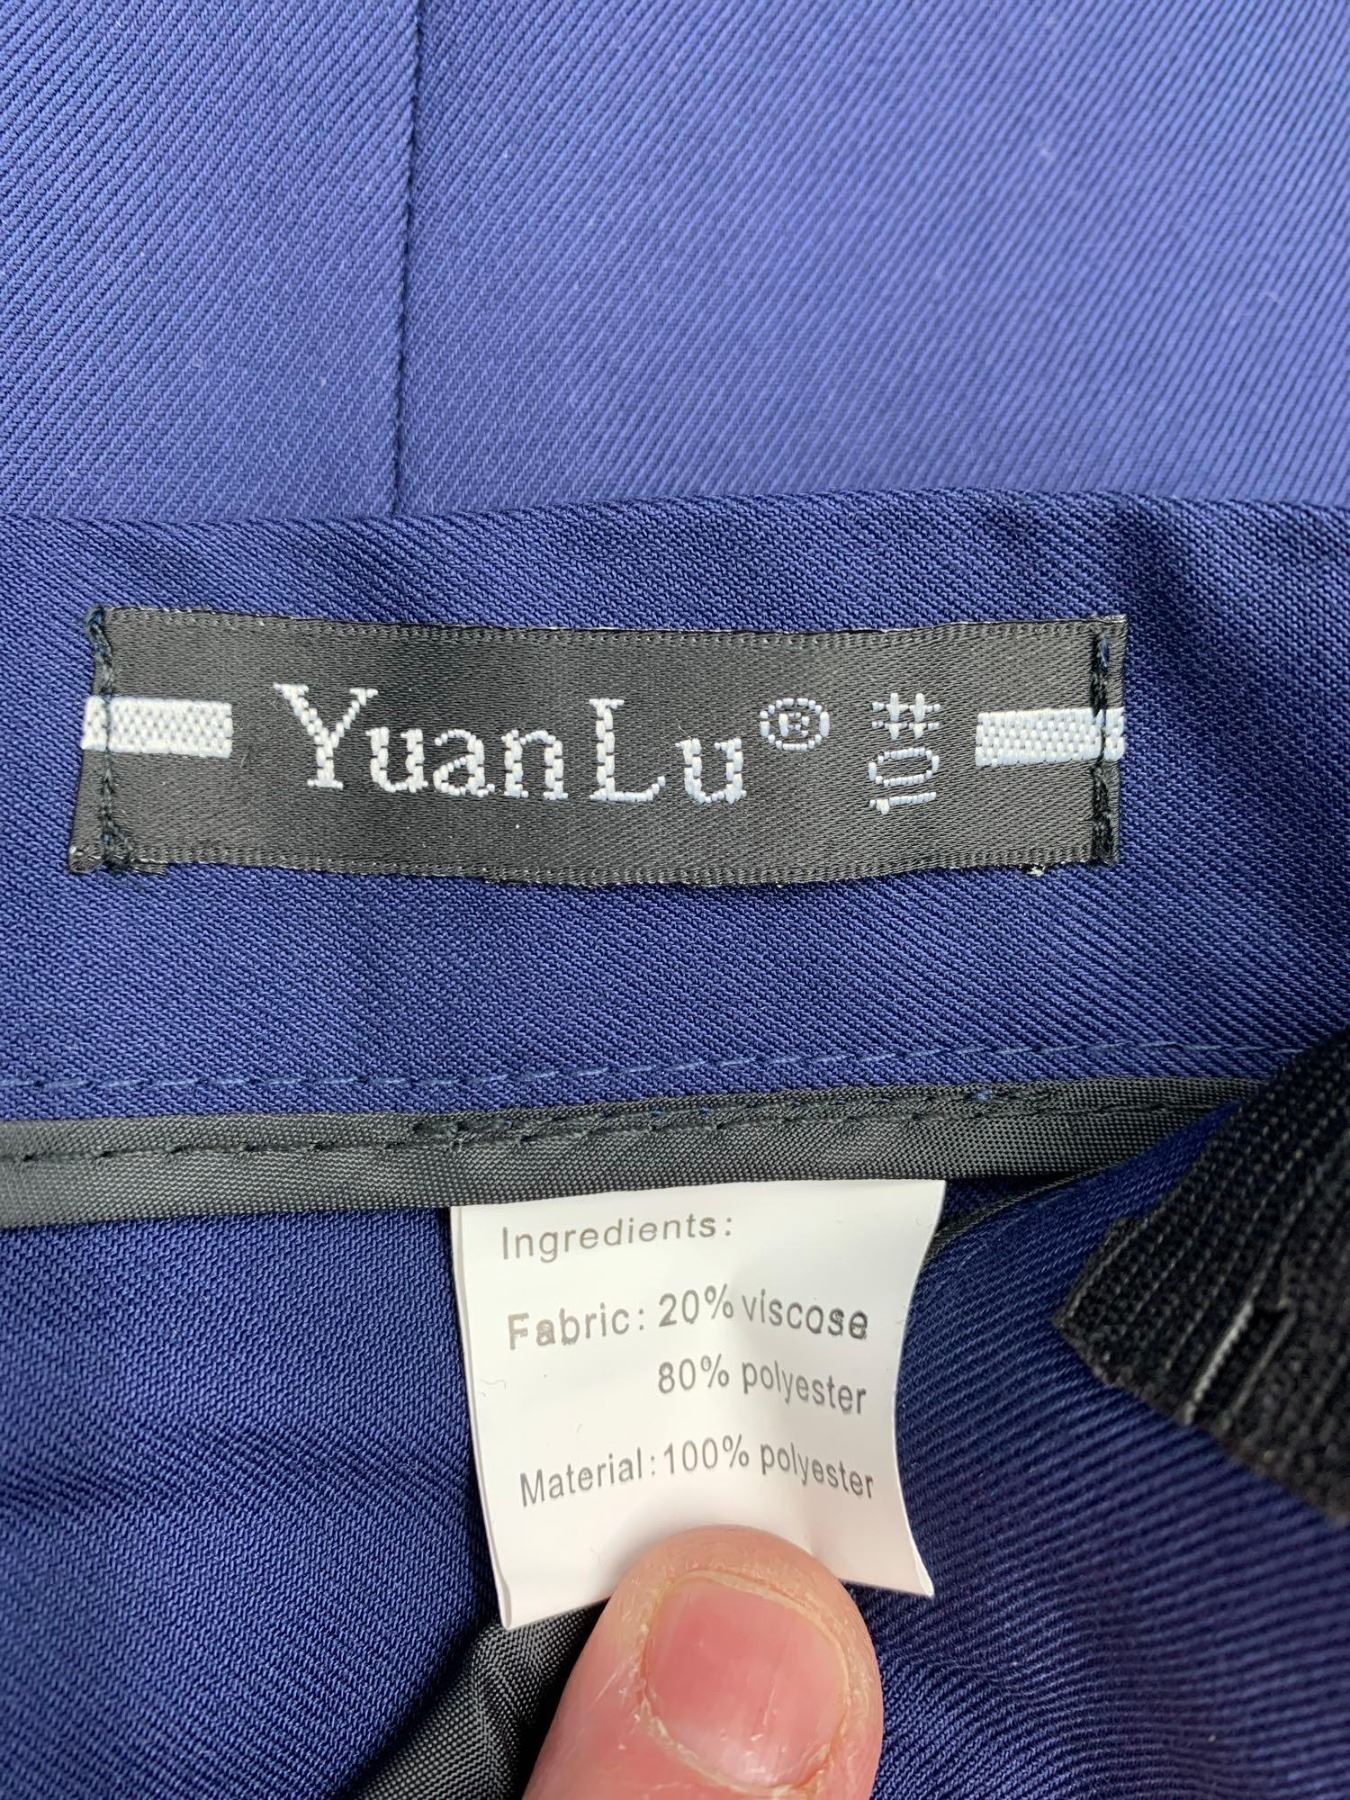 YuanLu® 10#
Ingredients:
Fabric: 20% viscose
80% polyester
Material: 100% polyester